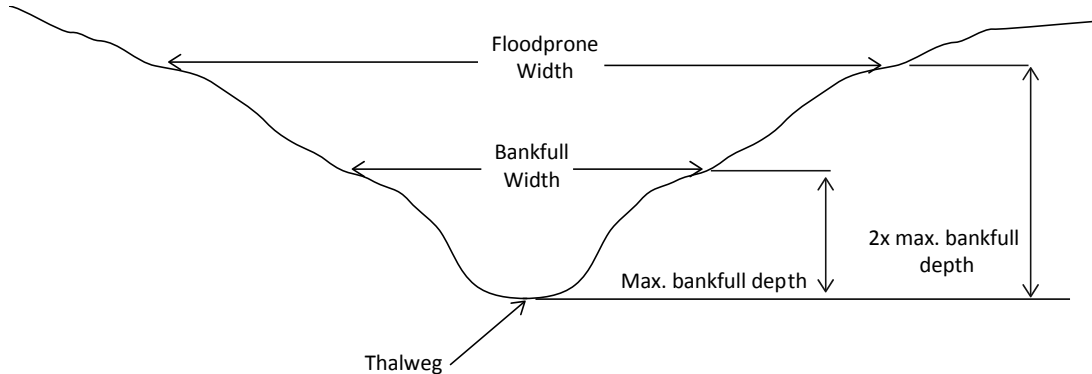 Floodprone
Width
Bankfull
Width
2x max. bankfull
depth
Max. bankfull depth
Thalweg